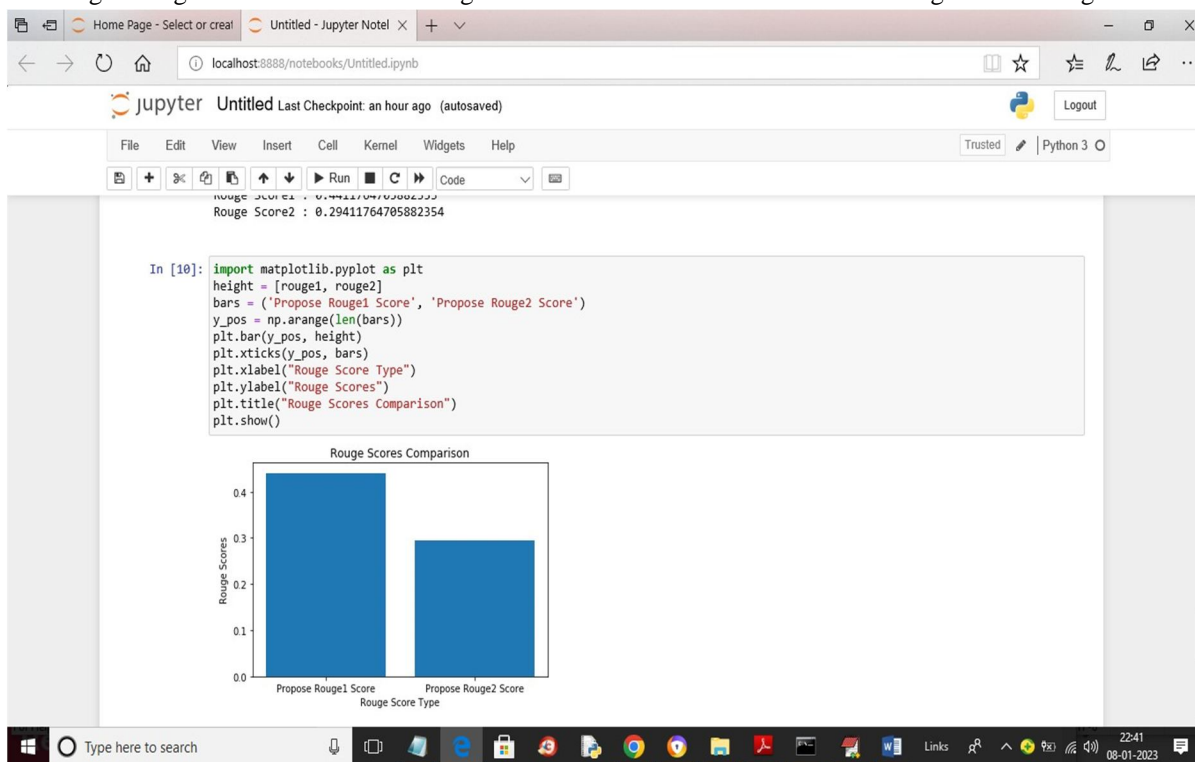 Home Page - Select or creat
Untitled - Jupyter Notel
localhost:8888/notebooks/Untitled.ipynb
jupyter Untitled Last Checkpoint: an hour ago (autosaved)
Logout
File Edit View Insert Cell Kernel Widgets Help
Trusted
Python 3
Run
Code
Rouge Score2 : 0.29411764705882354
In [10]: import matplotlib.pyplot as plt
height = [rouge1, rouge2]
bars = ('Propose Rouge1 Score', 'Propose Rouge2 Score')
y_pos = np.arange(len(bars))
plt.bar(y_pos, height)
plt.xticks(y_pos, bars)
plt.xlabel("Rouge Score Type")
plt.ylabel("Rouge Scores")
plt.title("Rouge Scores Comparison")
plt.show()
Rouge Scores Comparison
0.4
0.3
0.2
0.1
0.0
Rouge Scores
Propose Rouge1 Score Propose Rouge2 Score
Rouge Score Type
Type here to search
Links
22:41
08-01-2023